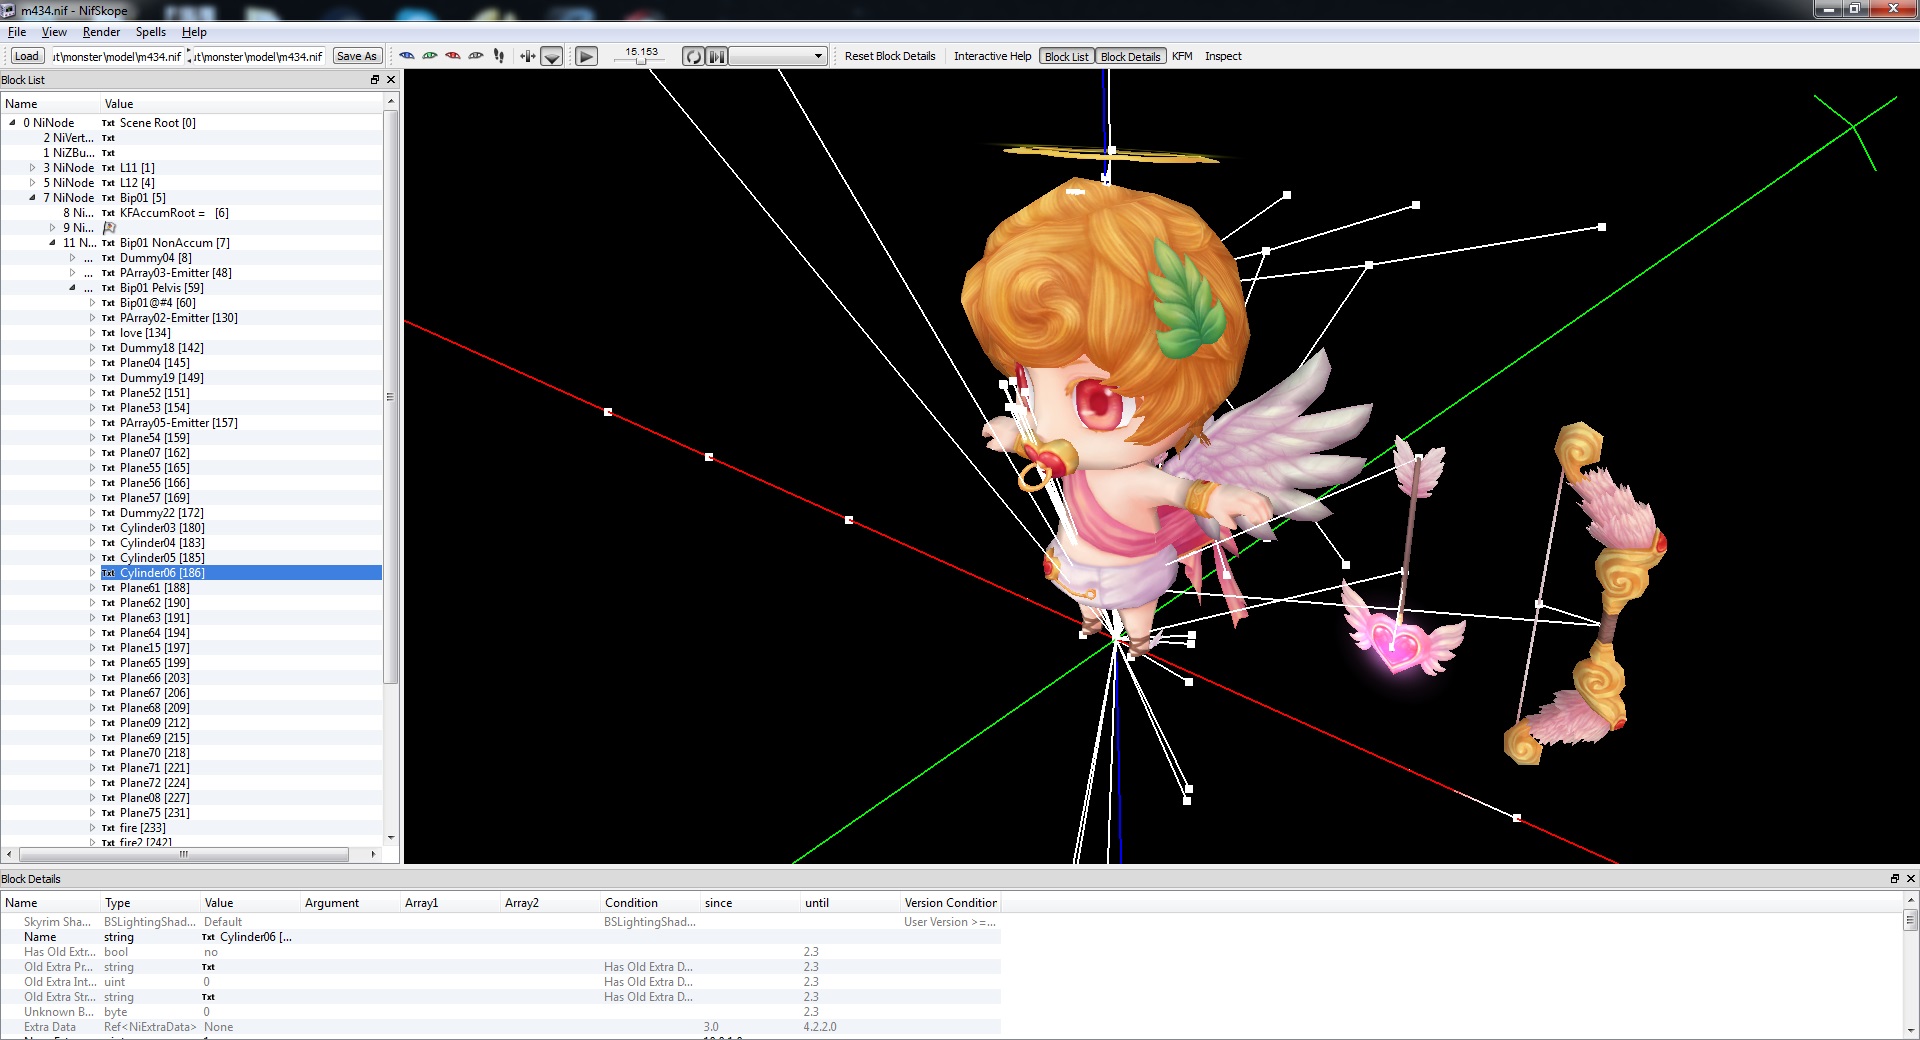 m434.nif - NifSkope
File View Render Spells Help
Load ıt\monster\model\m434.nif ıt\monster\model\m434.nif Save As 15.153 Reset Block Details Interactive Help Block List Block Details KFM Inspect
Block List
Name Value
0 NiNode Txt Scene Root [0]
2 NiVert... Txt
1 NiZBu... Txt
3 NiNode Txt L11 [1]
5 NiNode Txt L12 [4]
7 NiNode Txt Bip01 [5]
8 Ni... Txt KFAccumRoot = [6]
9 Ni...
11 N... Txt Bip01 NonAccum [7]
... Txt Dummy04 [8]
... Txt PArray03-Emitter [48]
... Txt Bip01 Pelvis [59]
Txt Bip01@#4 [60]
Txt PArray02-Emitter [130]
Txt love [134]
Txt Dummy18 [142]
Txt Plane04 [145]
Txt Dummy19 [149]
Txt Plane52 [151]
Txt Plane53 [154]
Txt PArray05-Emitter [157]
Txt Plane54 [159]
Txt Plane07 [162]
Txt Plane55 [165]
Txt Plane56 [166]
Txt Plane57 [169]
Txt Dummy22 [172]
Txt Cylinder03 [180]
Txt Cylinder04 [183]
Txt Cylinder05 [185]
Txt Cylinder06 [186]
Txt Plane61 [188]
Txt Plane62 [190]
Txt Plane63 [191]
Txt Plane64 [194]
Txt Plane15 [197]
Txt Plane65 [199]
Txt Plane66 [203]
Txt Plane67 [206]
Txt Plane68 [209]
Txt Plane09 [212]
Txt Plane69 [215]
Txt Plane70 [218]
Txt Plane71 [221]
Txt Plane72 [224]
Txt Plane08 [227]
Txt Plane75 [231]
Txt fire [233]
Txt fire2 [242]
Block Details
Name Type Value Argument Array1 Array2 Condition since until Version Condition
Skyrim Sha... BSLightingShad... Default BSLightingShad... User Version >=...
Name string Txt Cylinder06 [...
Has Old Extr... bool no 2.3
Old Extra Pr... string Txt Has Old Extra D... 2.3
Old Extra Int... uint 0 Has Old Extra D... 2.3
Old Extra Str... string Txt Has Old Extra D... 2.3
Unknown B... byte 0 2.3
Extra Data Ref<NiExtraData> None 3.0 4.2.2.0